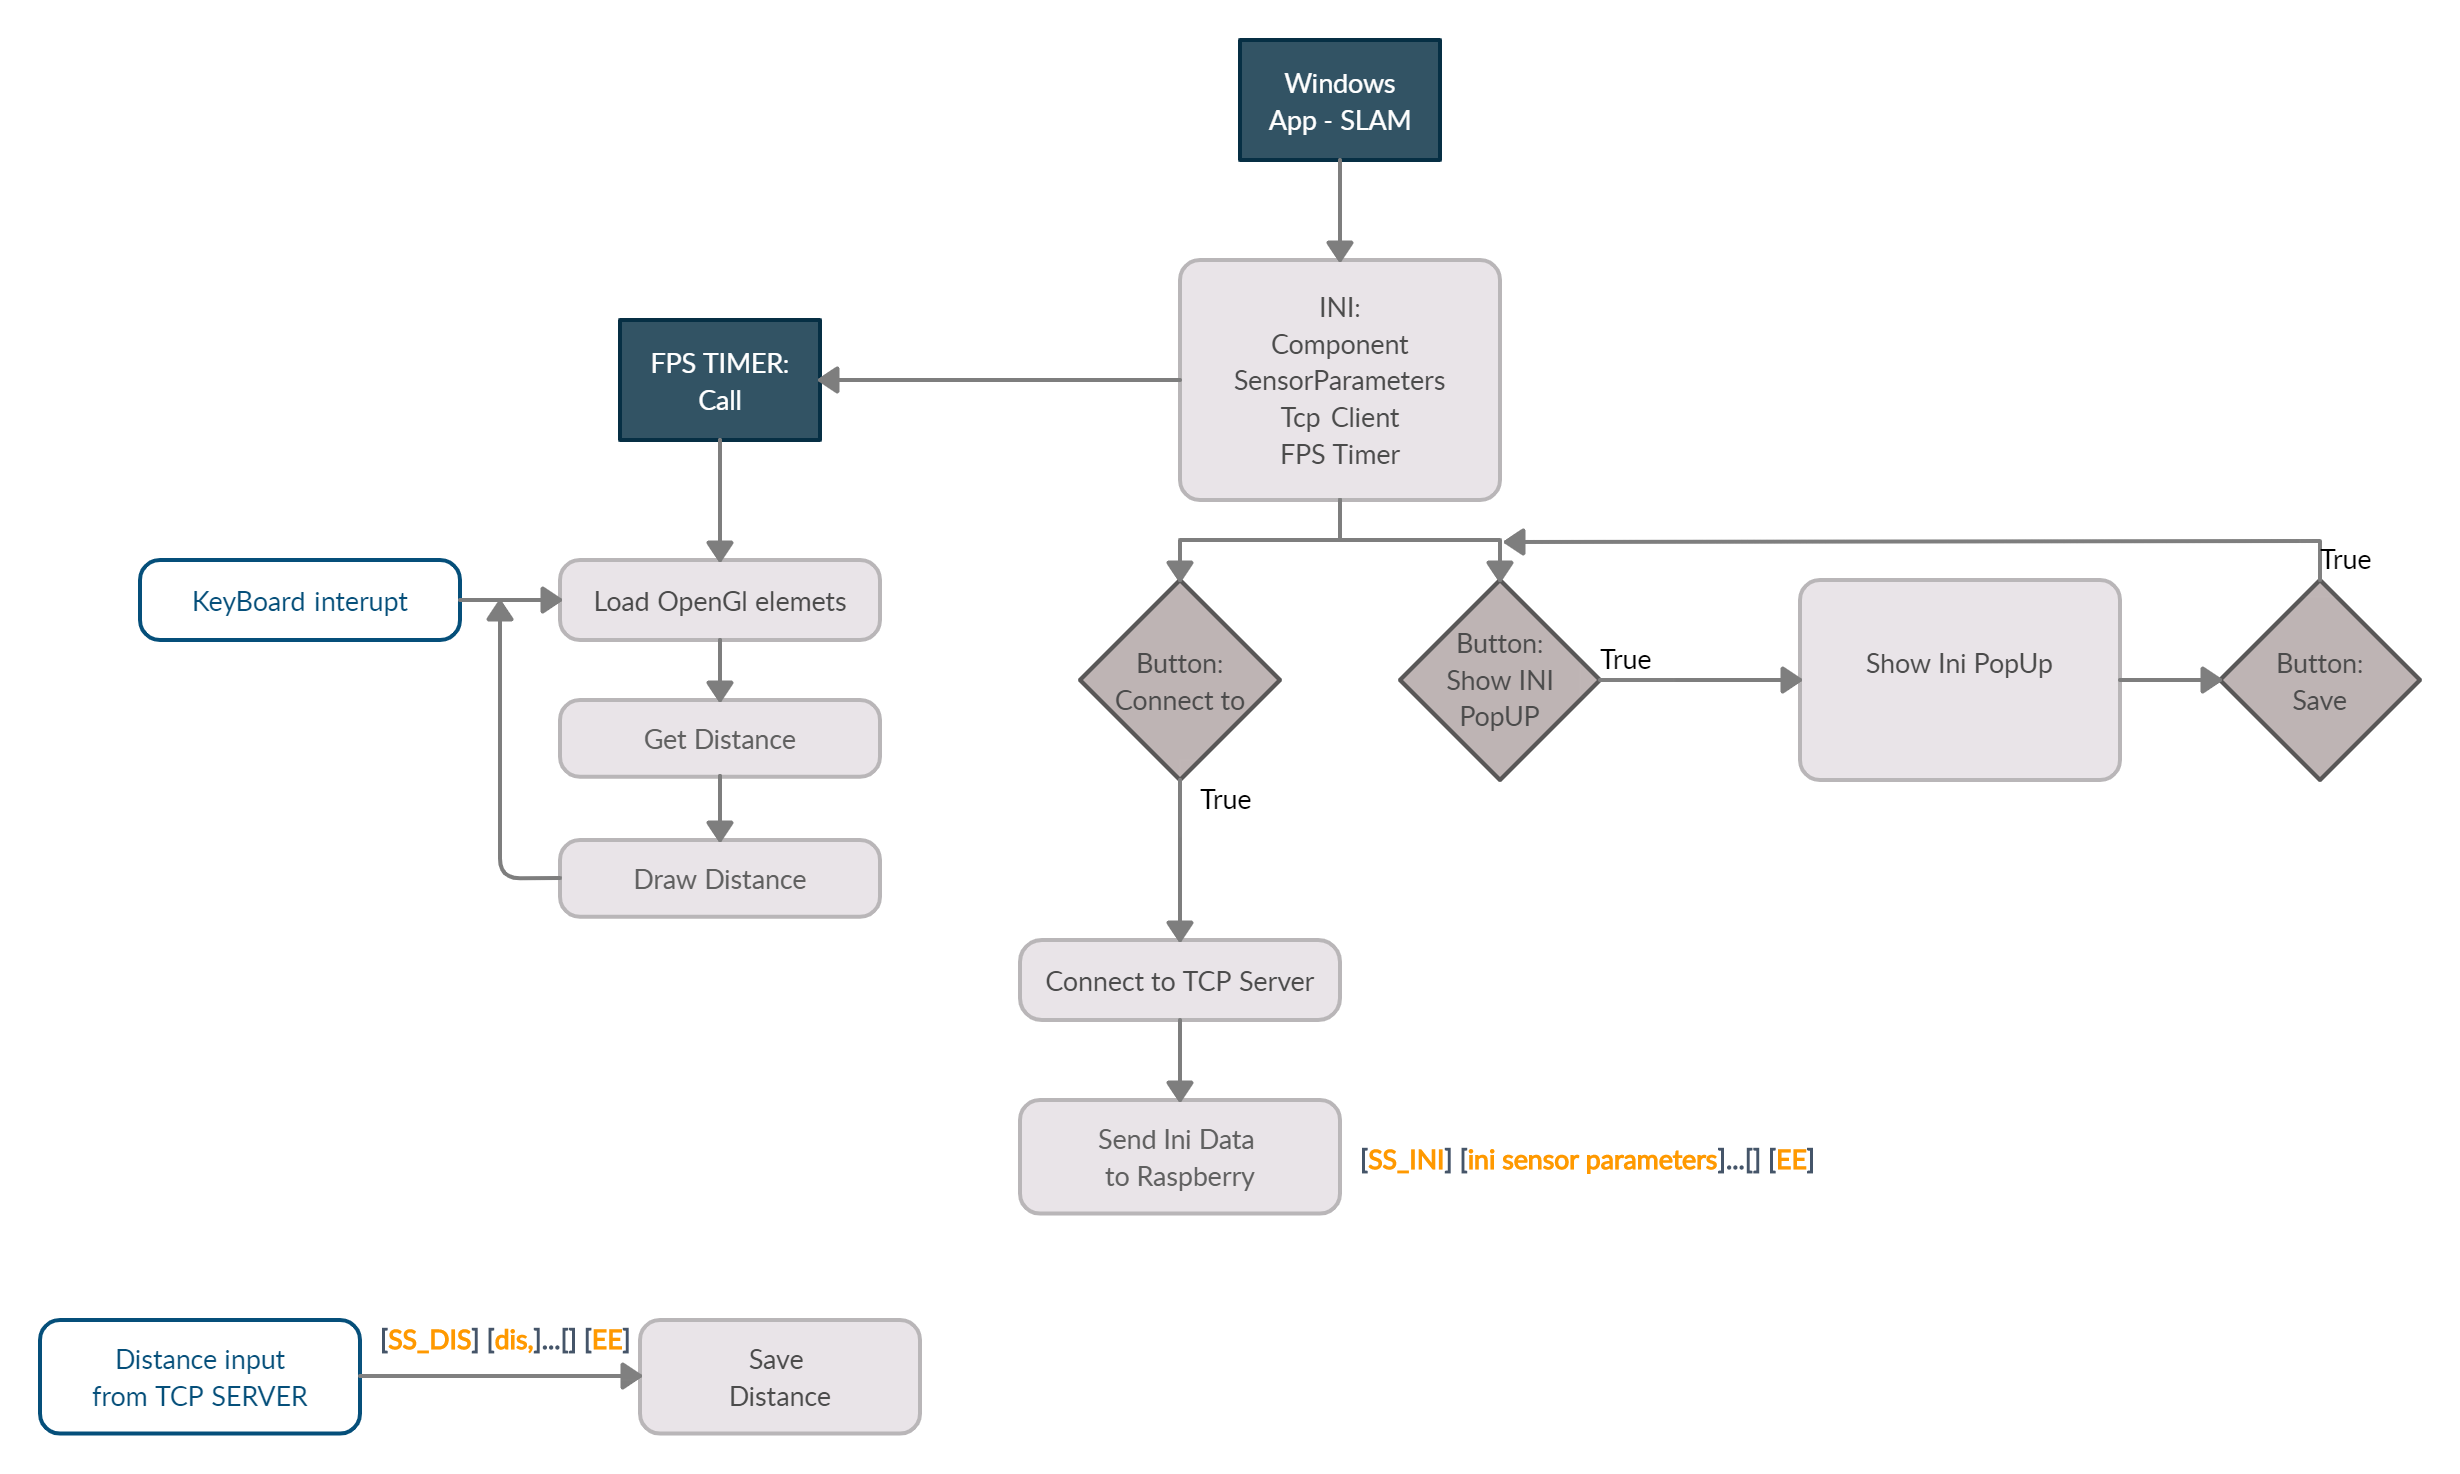 Windows
App - SLAM
INI:
Component
SensorParameters
Tcp Client
FPS Timer
FPS TIMER:
Call
KeyBoard interupt
Load OpenGl elemets
Get Distance
Draw Distance
Button:
Connect to
True
Button:
Show INI
PopUP
True
Show Ini PopUp
Button:
Save
True
Connect to TCP Server
Send Ini Data
to Raspberry
[SS_INI] [ini sensor parameters]...[] [EE]
Distance input
from TCP SERVER
[SS_DIS] [dis,]...[] [EE]
Save
Distance